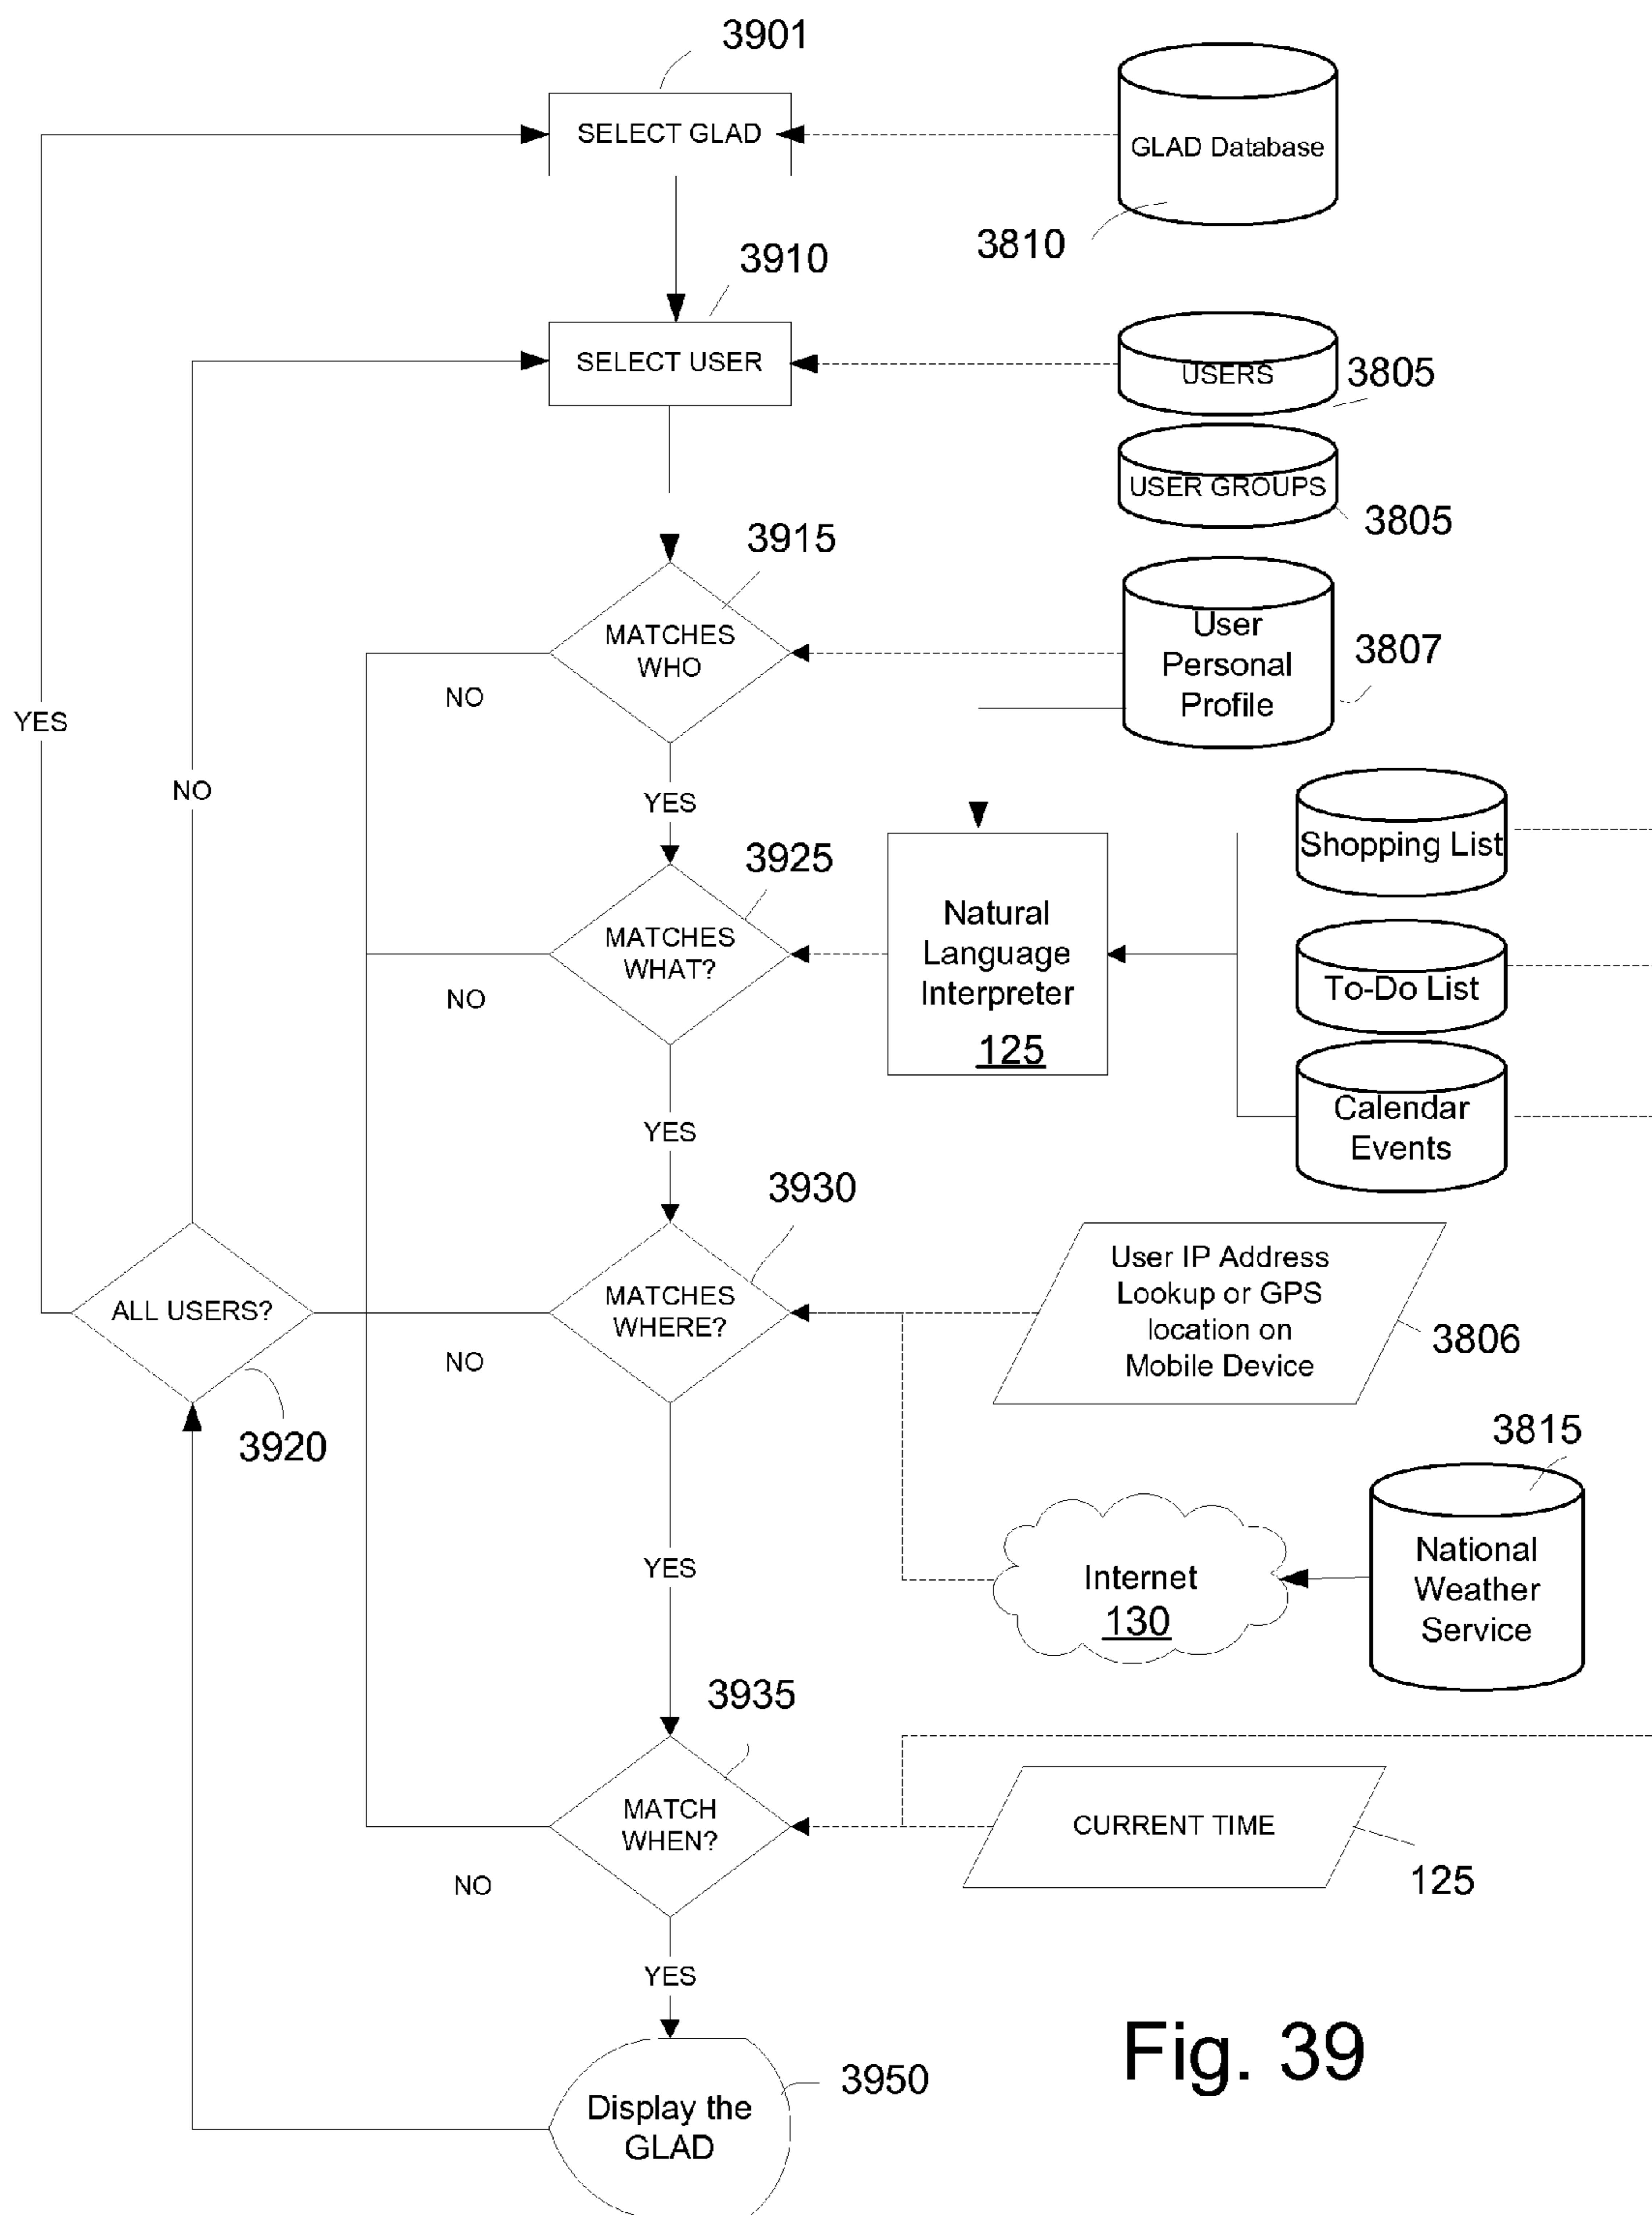 3901
SELECT GLAD
GLAD Database
3810
3910
SELECT USER
USERS
3805
USER GROUPS
3805
3915
MATCHES
WHO
NO
User
Personal
Profile
3807
YES
NO
YES
3925
MATCHES
WHAT?
NO
Natural
Language
Interpreter
125
Shopping List
To-Do List
Calendar
Events
YES
3930
MATCHES
WHERE?
NO
ALL USERS?
3920
User IP Address
Lookup or GPS
location on
Mobile Device
3806
3815
National
Weather
Service
Internet
130
YES
3935
MATCH
WHEN?
NO
CURRENT TIME
125
YES
Display the
GLAD
3950
Fig. 39